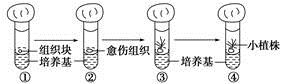 组织块 愈伤组织 小植株
培养基 培养基
① ② ③ ④